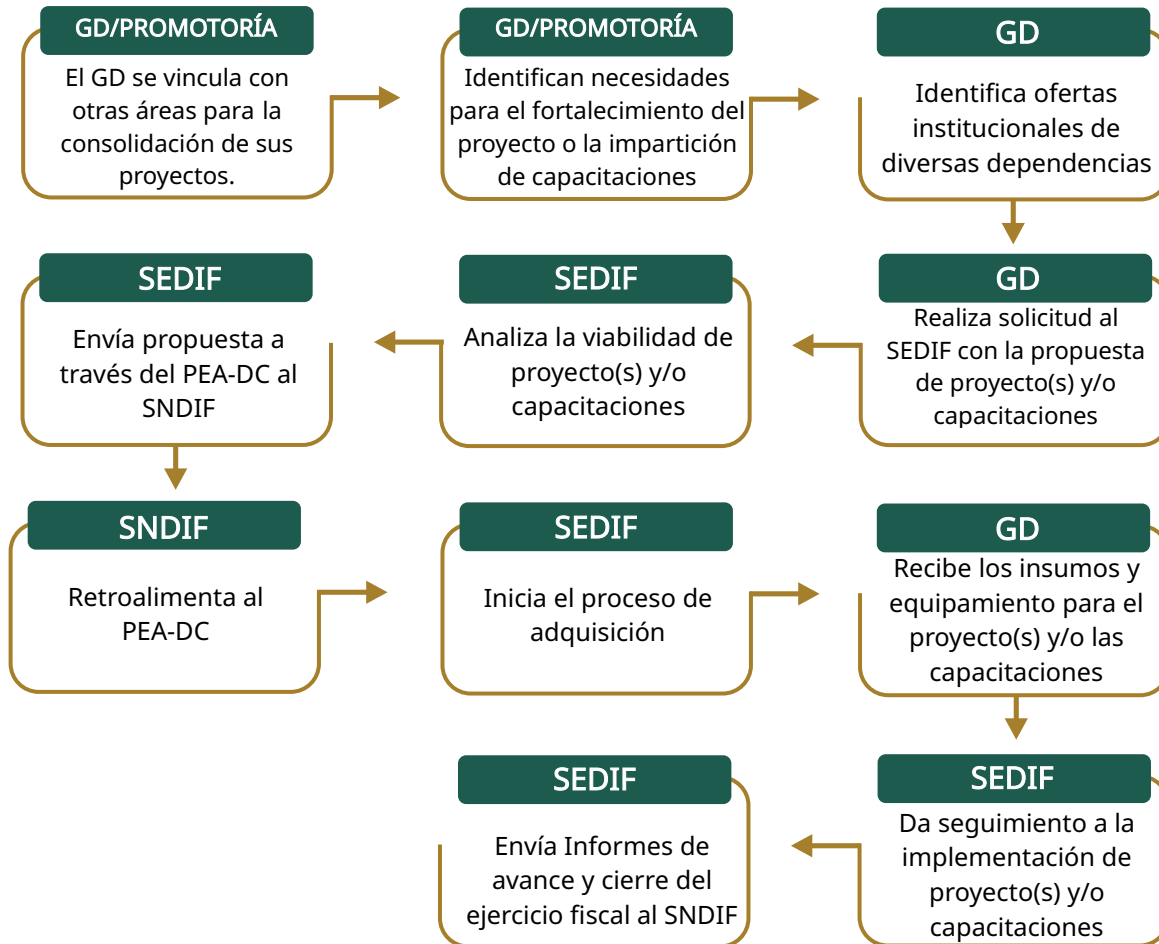 GD/PROMOTORÍA
El GD se vincula con
otras áreas para la
consolidación de sus
proyectos.
GD/PROMOTORÍA
Identifican necesidades
para el fortalecimiento del
proyecto o la impartición
de capacitaciones
GD
Identifica ofertas
institucionales de
diversas dependencias
GD
Realiza solicitud al
SEDIF con la propuesta
de proyecto(s) y/o
capacitaciones
SEDIF
Analiza la viabilidad de
proyecto(s) y/o
capacitaciones
SEDIF
Envía propuesta a
través del PEA-DC al
SNDIF
SNDIF
Retroalimenta al
PEA-DC
SEDIF
Inicia el proceso de
adquisición
GD
Recibe los insumos y
equipamiento para el
proyecto(s) y/o las
capacitaciones
SEDIF
Da seguimiento a la
implementación de
proyecto(s) y/o
capacitaciones
SEDIF
Envía Informes de
avance y cierre del
ejercicio fiscal al SNDIF